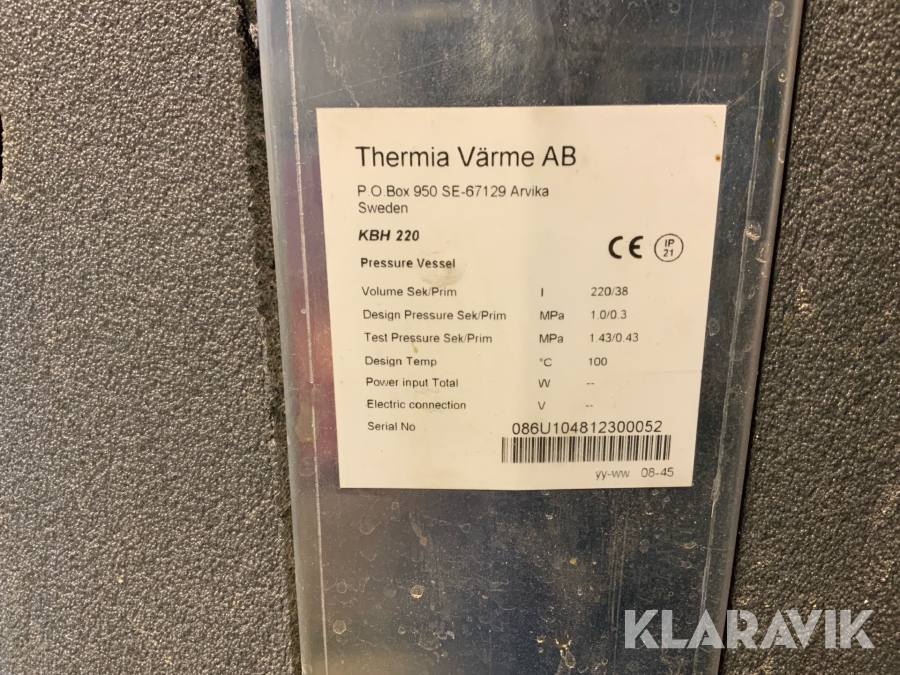 Thermia Värme AB
P O Box 950 SE-67129 Arvika
Sweden
KBH 220
CE IP 21
Pressure Vessel
Volume Sek/Prim l 220/38
Design Pressure Sek/Prim MPa 1.0/0.3
Test Pressure Sek/Prim MPa 1.43/0.43
Design Temp °C 100
Power input Total W --
Electric connection V --
Serial No 086U104812300052
yy-ww 08-45
KLARAVIK